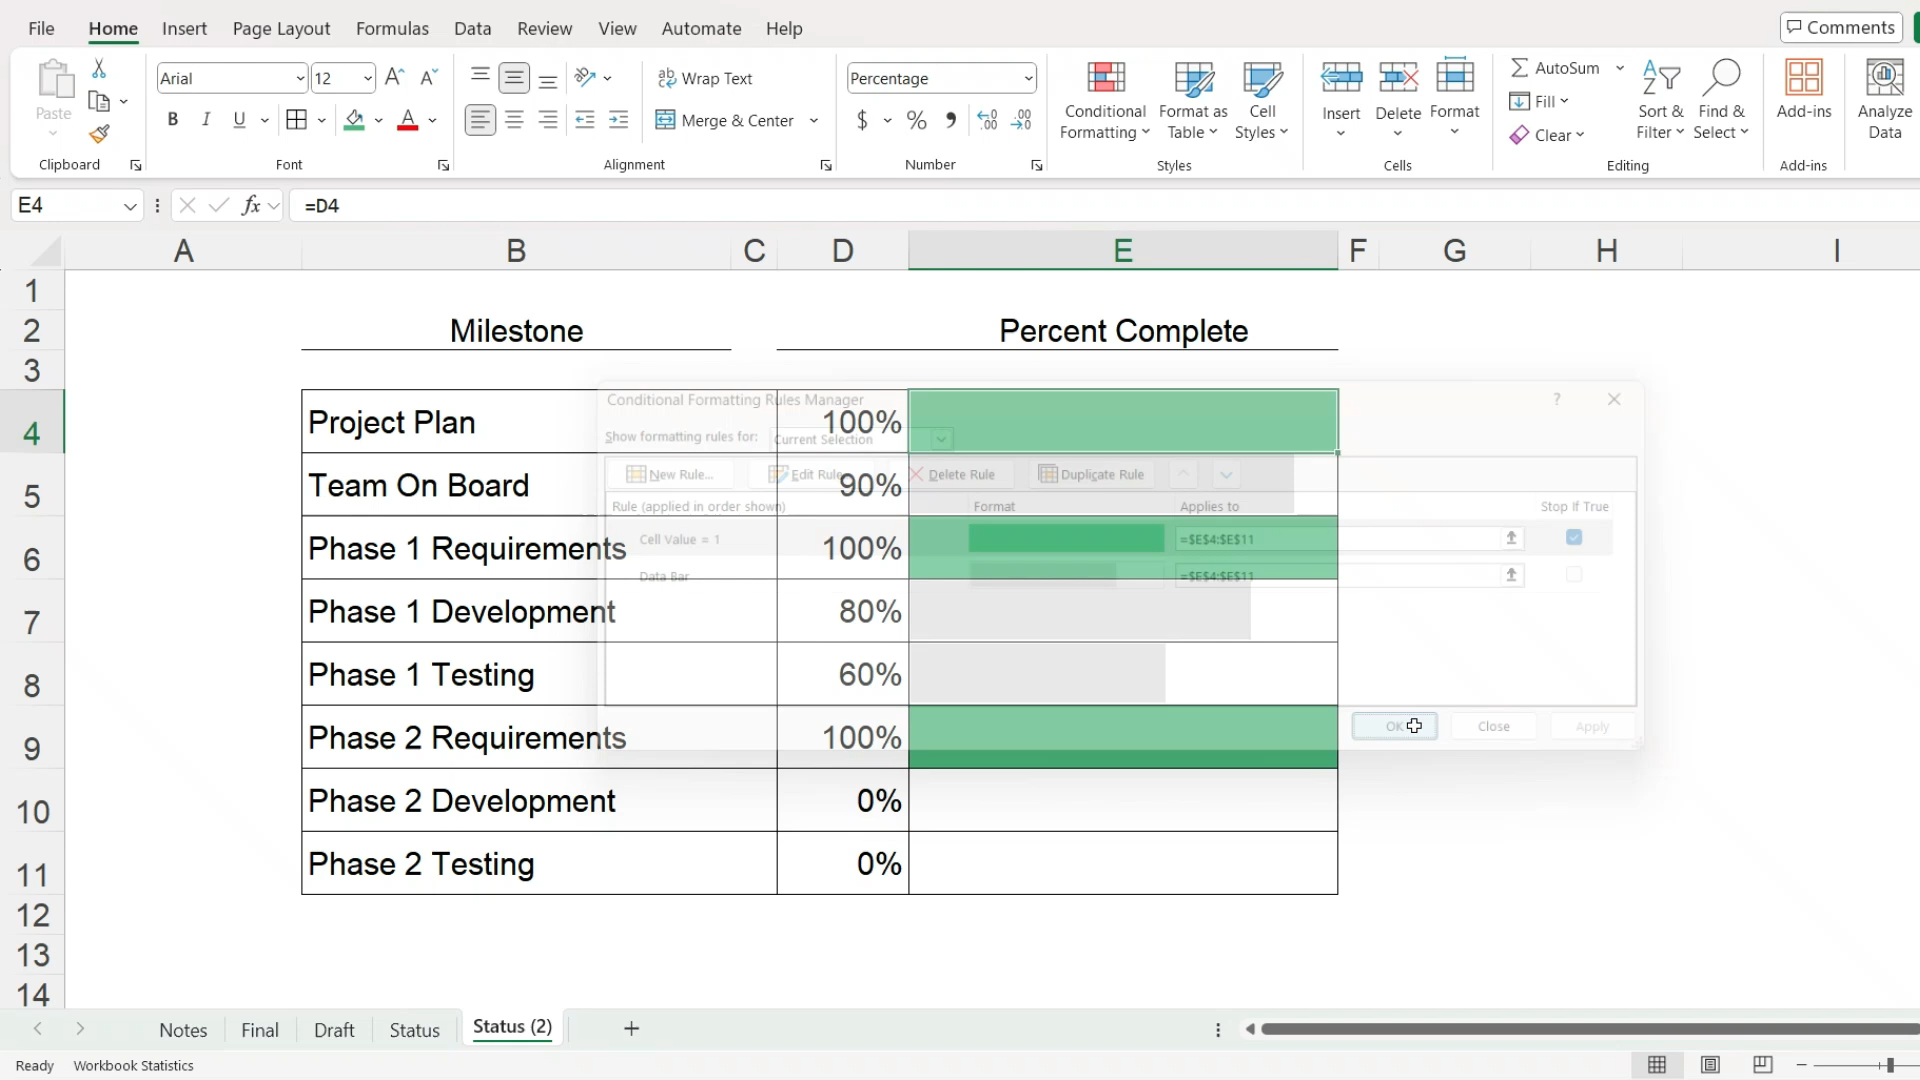 File Home Insert Page Layout Formulas Data Review View Automate Help Comments
Arial 12 A^ A˅ ab Wrap Text Percentage AutoSum
Paste B I U A Merge & Center $ % 9 Conditional Formatting Format as Table Cell Styles Insert Delete Format Fill Clear Sort & Filter Find & Select Add-ins Analyze Data
Clipboard Font Alignment Number Styles Cells Editing Add-ins
E4 fx =D4
A B C D E F G H I
1
2 Milestone Percent Complete
3
Conditional Formatting Rules Manager ?
4 Project Plan 100%
Show formatting rules for: Current Selection
New Rule... Edit Rule... Delete Rule Duplicate Rule
5 Team On Board 90%
Rule (applied in order shown) Format Applies to Stop If True
Cell Value = 1 =$E$4:$E$11
6 Phase 1 Requirements 100%
Data Bar =$E$4:$E$11
7 Phase 1 Development 80%
8 Phase 1 Testing 60%
OK Close Apply
9 Phase 2 Requirements 100%
10 Phase 2 Development 0%
11 Phase 2 Testing 0%
12
13
14
Notes Final Draft Status Status (2) +
Ready Workbook Statistics